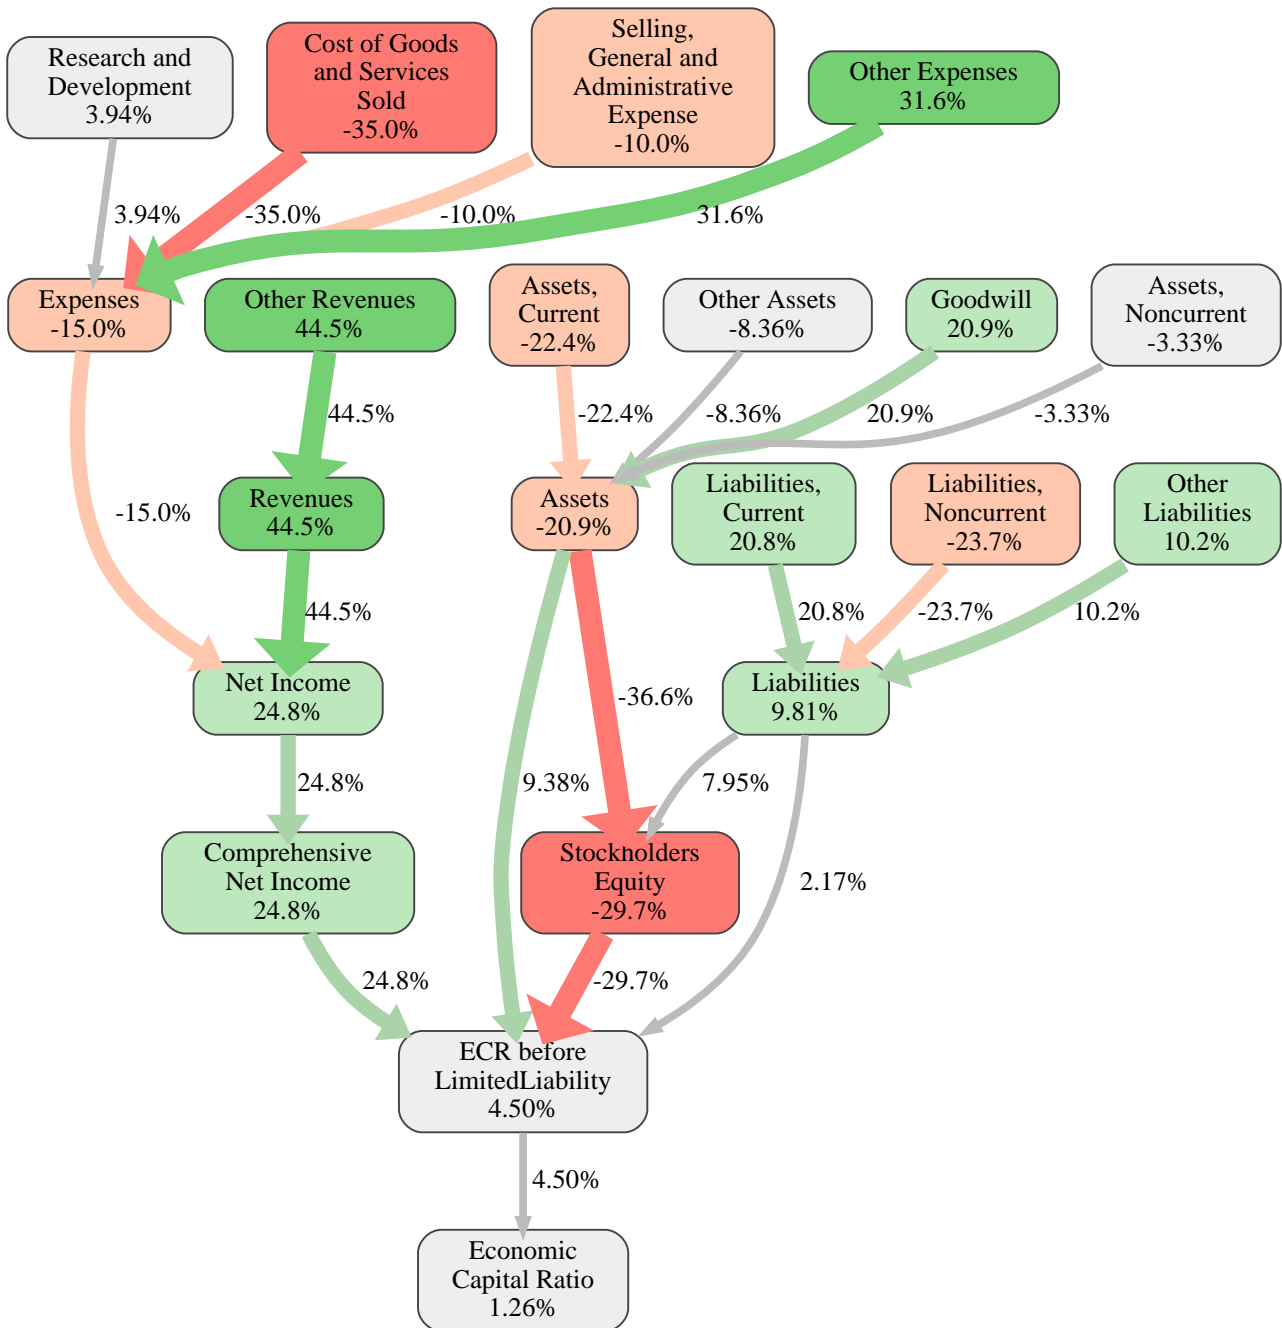 Research and
Development
3.94%
Cost of Goods
and Services
Sold
-35.0%
Selling,
General and
Administrative
Expense
-10.0%
Other Expenses
31.6%
3.94%
-35.0%
-10.0%
31.6%
Expenses
-15.0%
Other Revenues
44.5%
Assets,
Current
-22.4%
Other Assets
-8.36%
Goodwill
20.9%
Assets,
Noncurrent
-3.33%
44.5%
-22.4%
-8.36%
20.9%
-3.33%
-15.0%
Revenues
44.5%
Assets
-20.9%
Liabilities,
Current
20.8%
Liabilities,
Noncurrent
-23.7%
Other
Liabilities
10.2%
44.5%
20.8%
-23.7%
10.2%
Net Income
24.8%
-36.6%
Liabilities
9.81%
24.8%
9.38%
7.95%
Comprehensive
Net Income
24.8%
Stockholders
Equity
-29.7%
2.17%
24.8%
-29.7%
ECR before
LimitedLiability
4.50%
4.50%
Economic
Capital Ratio
1.26%